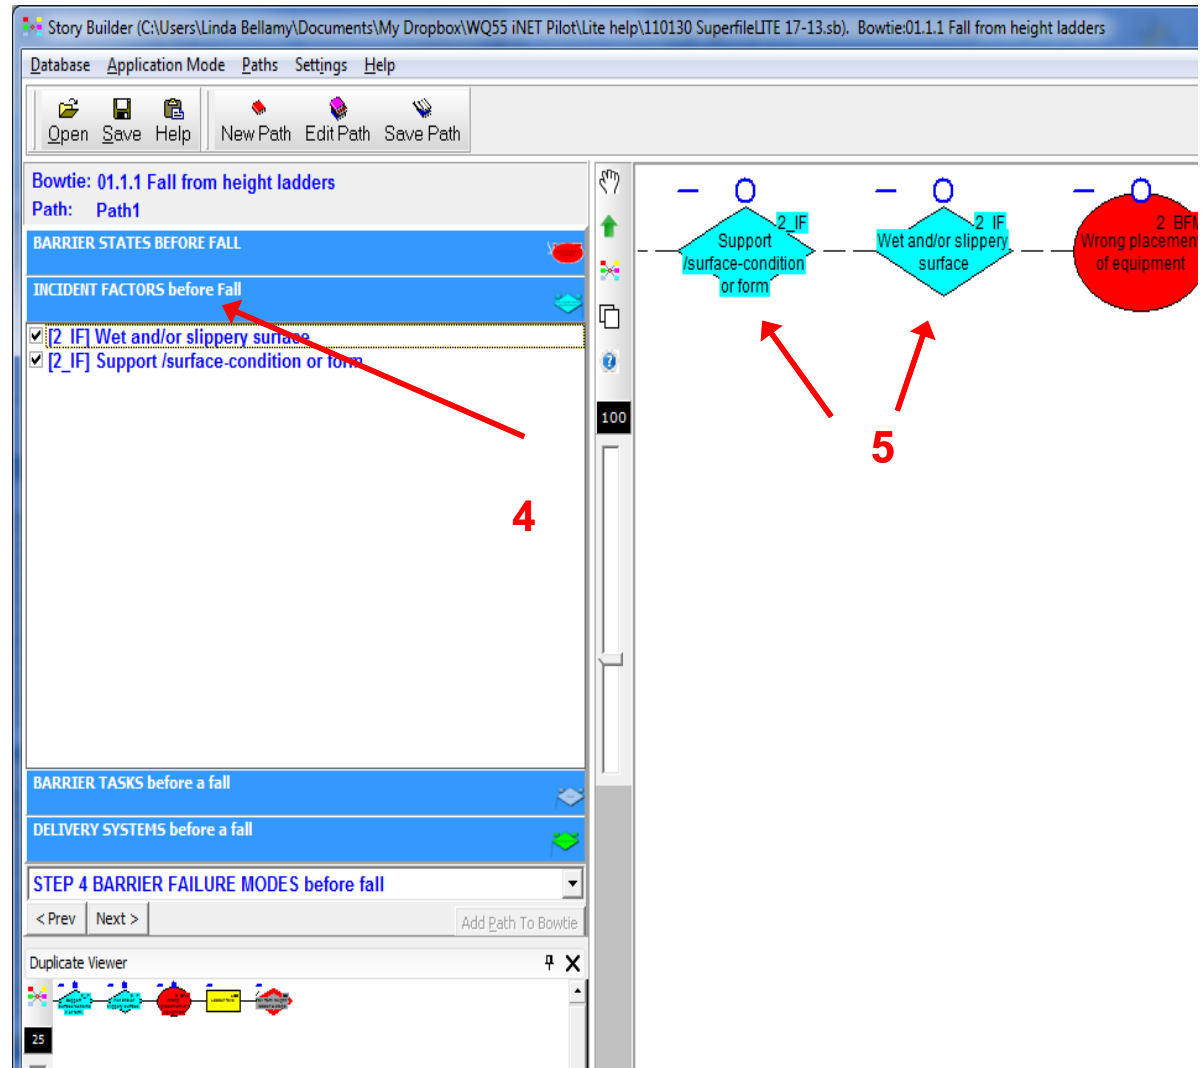 Story Builder (C:\Users\Linda Bellamy\Documents\My Dropbox\WQ55 iNET Pilot\Lite help\110130 SuperfileLITE 17-13.sb). Bowtie:01.1.1 Fall from height ladders
Database Application Mode Paths Settings Help
Open Save Help New Path Edit Path Save Path
Bowtie: 01.1.1 Fall from height ladders
Path: Path1
BARRIER STATES BEFORE FALL
INCIDENT FACTORS before Fall
[2_IF] Wet and/or slippery surface
[2_IF] Support /surface-condition or form
4
BARRIER TASKS before a fall
DELIVERY SYSTEMS before a fall
STEP 4 BARRIER FAILURE MODES before fall
< Prev Next > Add Path To Bowtie
Duplicate Viewer
25
100
2_IF
Support
/surface-condition
or form
2_IF
Wet and/or slippery
surface
2_BFM
Wrong placement
of equipment
5